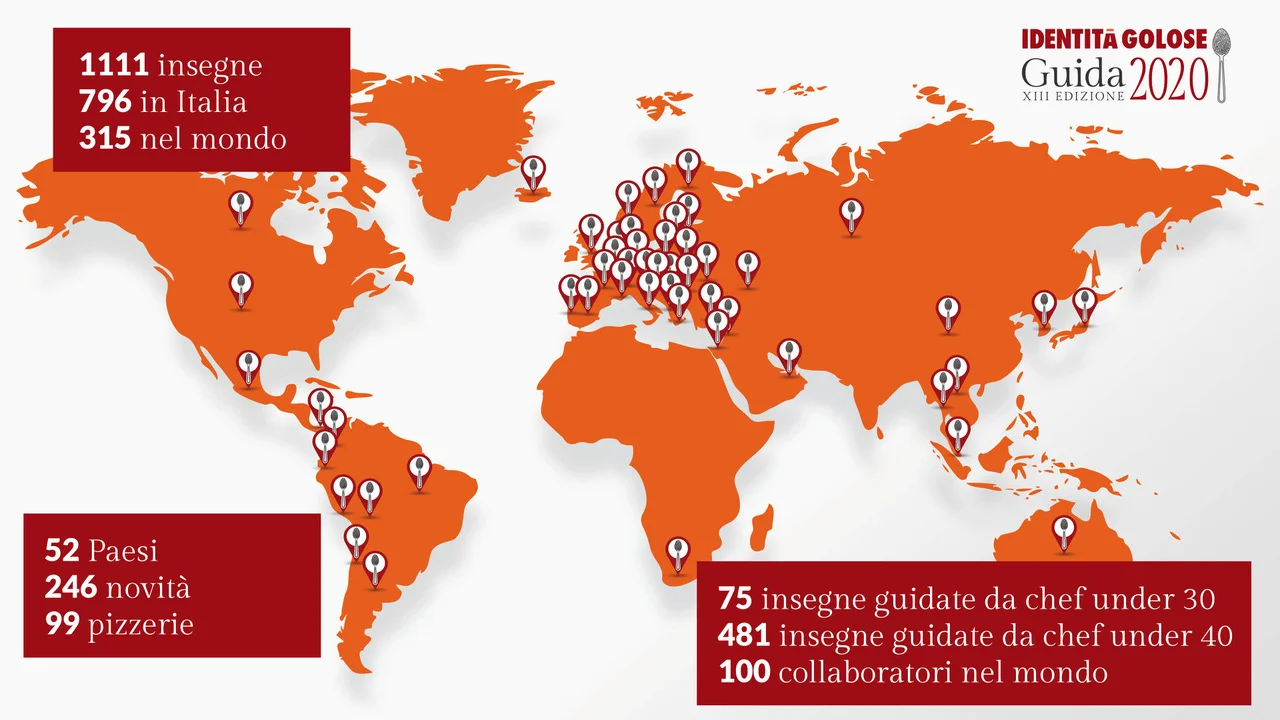 1111 insegne
796 in Italia
315 nel mondo
IDENTITÀ GOLOSE
Guida 2020
XIII EDIZIONE
52 Paesi
246 novità
99 pizzerie
75 insegne guidate da chef under 30
481 insegne guidate da chef under 40
100 collaboratori nel mondo